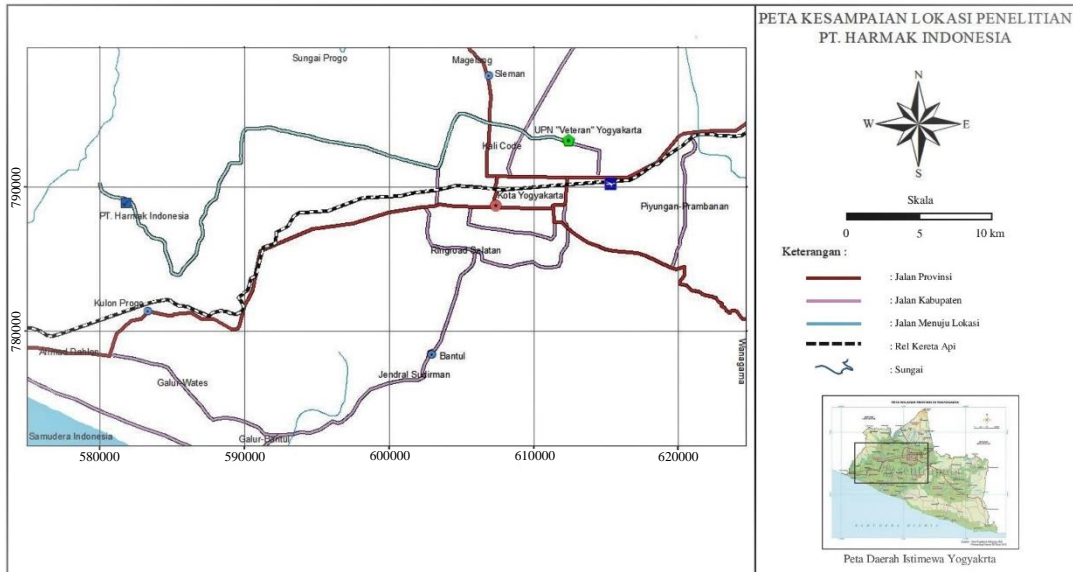 PETA KESAMPAIAN LOKASI PENELITIAN
PT. HARMAK INDONESIA
N
W
E
S
Skala
0 5 10 km
Keterangan :
: Jalan Provinsi
: Jalan Kabupaten
: Jalan Menuju Lokasi
: Rel Kereta Api
: Sungai
Peta Daerah Istimewa Yogyakrta
Sungai Progo
Magelang
Sleman
UPN "Veteran" Yogyakarta
Kali Code
Kota Yogyakarta
PT. Harmak Indonesia
Piyungan-Prambanan
Ringroad Selatan
Kulon Progo
Ahmad Dahlan
Bantul
Jendral Sudirman
Wanagama
Galur-Wates
Galur-Bantul
Samudera Indonesia
790000
780000
580000
590000
600000
610000
620000